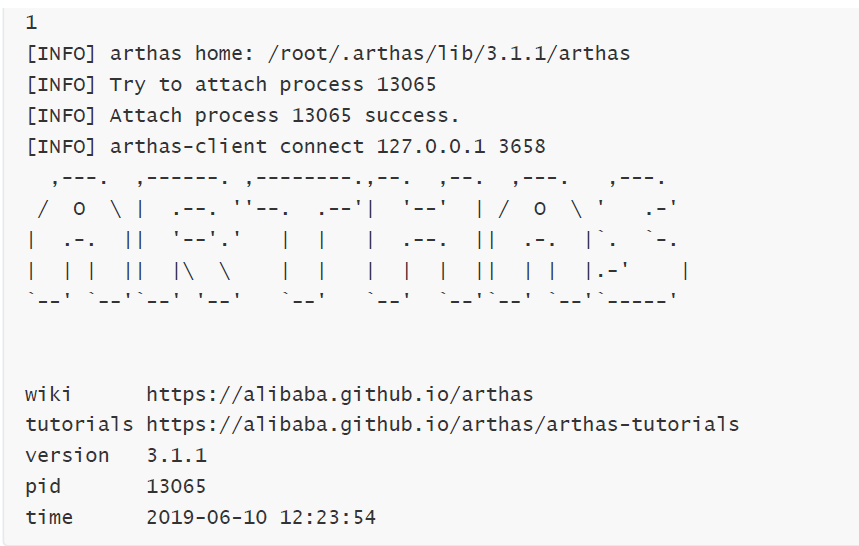 1
[INFO] arthas home: /root/.arthas/lib/3.1.1/arthas
[INFO] Try to attach process 13065
[INFO] Attach process 13065 success.
[INFO] arthas-client connect 127.0.0.1 3658
  ,---.  ,------. ,--------.,--.  ,--.  ,---.   ,---.
 /  O  \ |  .--. ''--.  .--'|  '--'  | /  O  \ '   .-'
|  .-.  ||  '--'.'   |  |   |  .--.  ||  .-.  |`.  `-.
|  | |  ||  |\  \    |  |   |  |  |  ||  | |  |.-'    |
`--' `--'`--' '--'   `--'   `--'  `--'`--' `--'`-----'
wiki      https://alibaba.github.io/arthas
tutorials https://alibaba.github.io/arthas/arthas-tutorials
version   3.1.1
pid       13065
time      2019-06-10 12:23:54